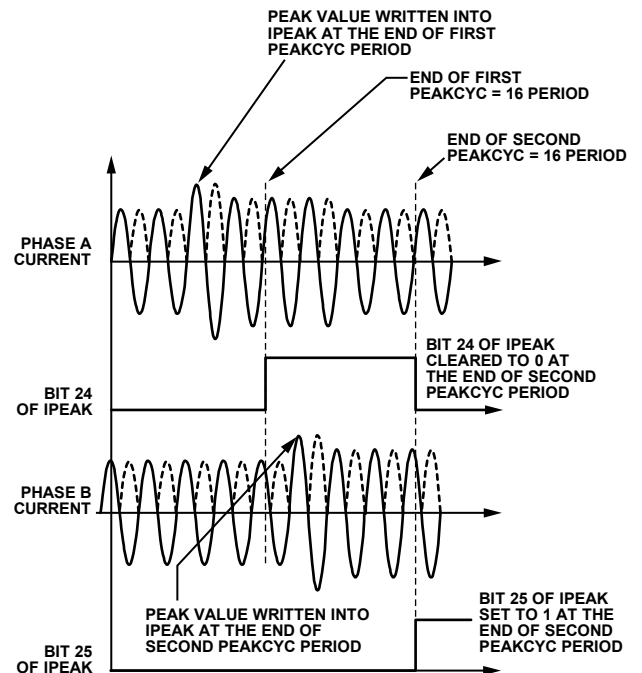 PEAK VALUE WRITTEN INTO
IPEAK AT THE END OF FIRST
PEAKCYC PERIOD
END OF FIRST
PEAKCYC = 16 PERIOD
END OF SECOND
PEAKCYC = 16 PERIOD
PHASE A
CURRENT
BIT 24 OF IPEAK
CLEARED TO 0 AT
THE END OF SECOND
PEAKCYC PERIOD
BIT 24
OF IPEAK
PHASE B
CURRENT
PEAK VALUE WRITTEN INTO
IPEAK AT THE END OF
SECOND PEAKCYC PERIOD
BIT 25 OF IPEAK
SET TO 1 AT THE
END OF SECOND
PEAKCYC PERIOD
BIT 25
OF IPEAK